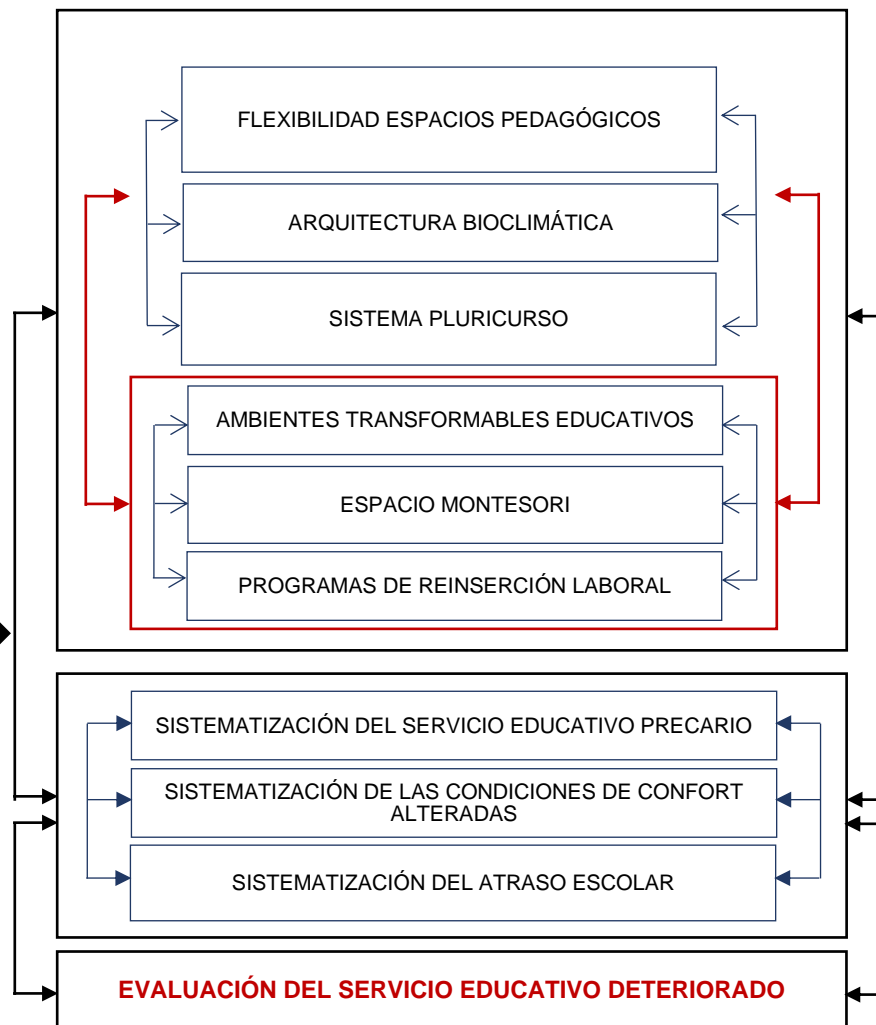 FLEXIBILIDAD ESPACIOS PEDAGÓGICOS
ARQUITECTURA BIOCLIMÁTICA
SISTEMA PLURICURSO
AMBIENTES TRANSFORMABLES EDUCATIVOS
ESPACIO MONTESORI
PROGRAMAS DE REINSERCIÓN LABORAL
SISTEMATIZACIÓN DEL SERVICIO EDUCATIVO PRECARIO
SISTEMATIZACIÓN DE LAS CONDICIONES DE CONFORT
ALTERADAS
SISTEMATIZACIÓN DEL ATRASO ESCOLAR
EVALUACIÓN DEL SERVICIO EDUCATIVO DETERIORADO